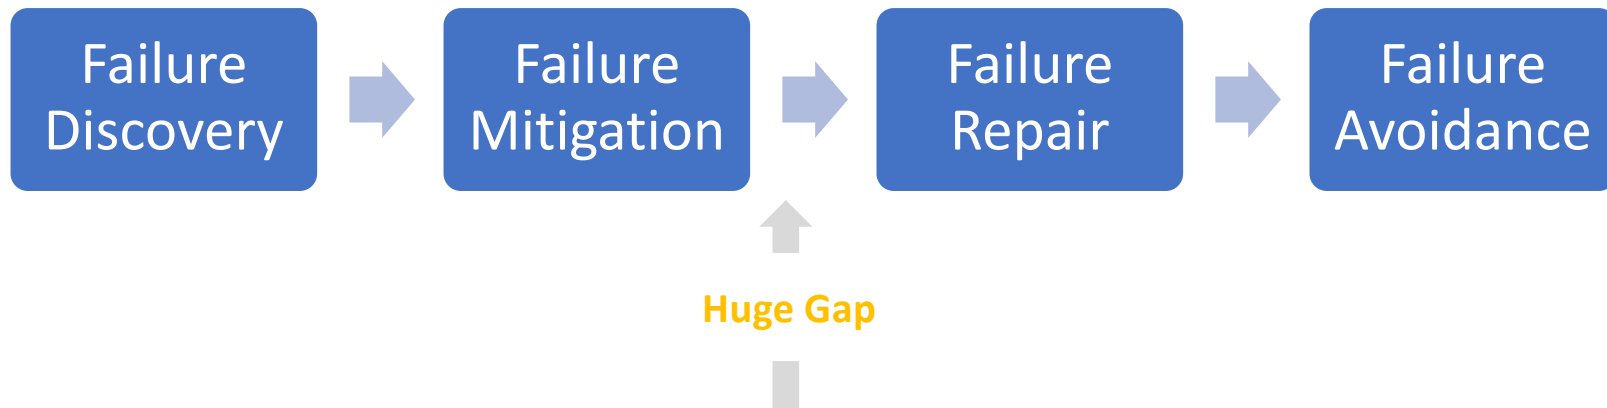 Failure
Discovery
Failure
Mitigation
Failure
Repair
Failure
Avoidance
Huge Gap